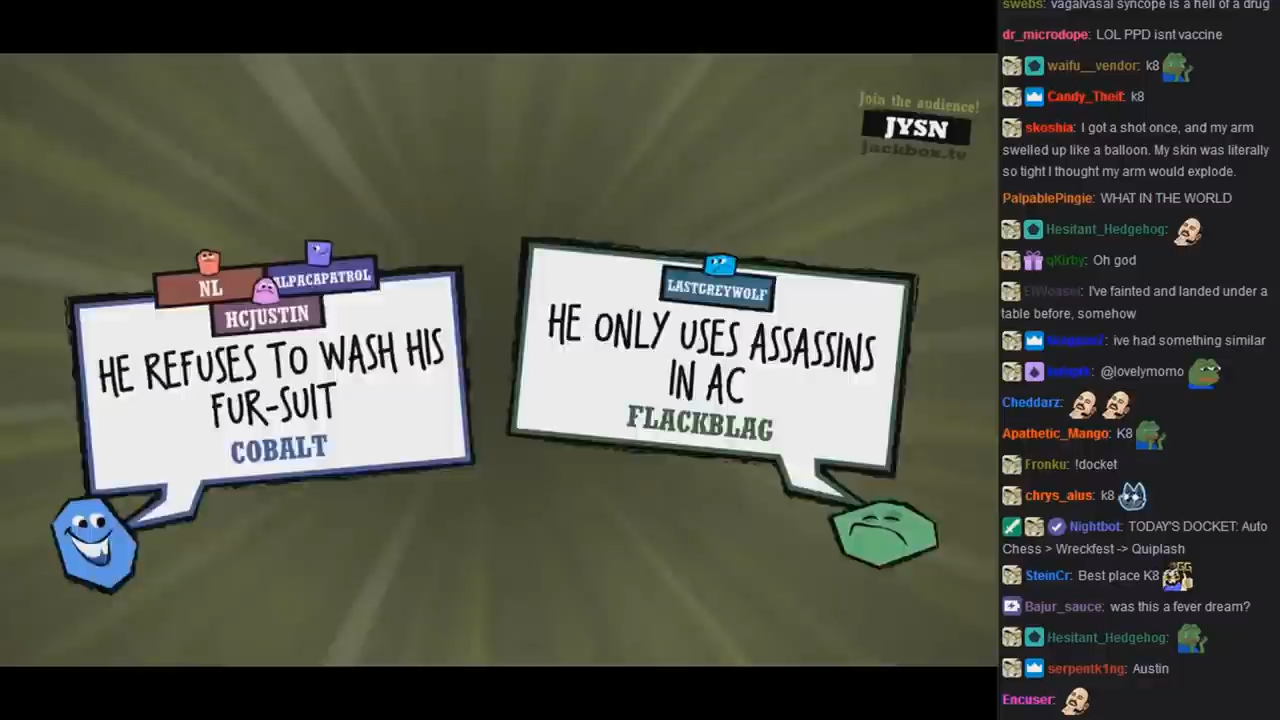 Join the audience!
JYSN
jackbox.tv
NL
ALPACAPATROL
HCJUSTIN
HE REFUSES TO WASH HIS
FUR-SUIT
COBALT
LASTGREYWOLF
HE ONLY USES ASSASSINS
IN AC
FLACKBLAG
swebs: vagalvasal syncope is a hell of a drug
dr_microdope: LOL PPD isnt vaccine
waifu__vendor: k8
Candy_Theif: k8
skoshia: I got a shot once, and my arm
swelled up like a balloon. My skin was literally
so tight I thought my arm would explode.
PalpablePingie: WHAT IN THE WORLD
Hesitant_Hedgehog:
qKirby: Oh god
I've fainted and landed under a
table before, somehow
ive had something similar
@lovelymomo
Cheddarz:
Apathetic_Mango: K8
Fronku: !docket
chrys_alus: k8
Nightbot: TODAY'S DOCKET: Auto
Chess > Wreckfest -> Quiplash
SteinCr: Best place K8
GG
Bajur_sauce: was this a fever dream?
Hesitant_Hedgehog:
serpentk1ng: Austin
Encuser: